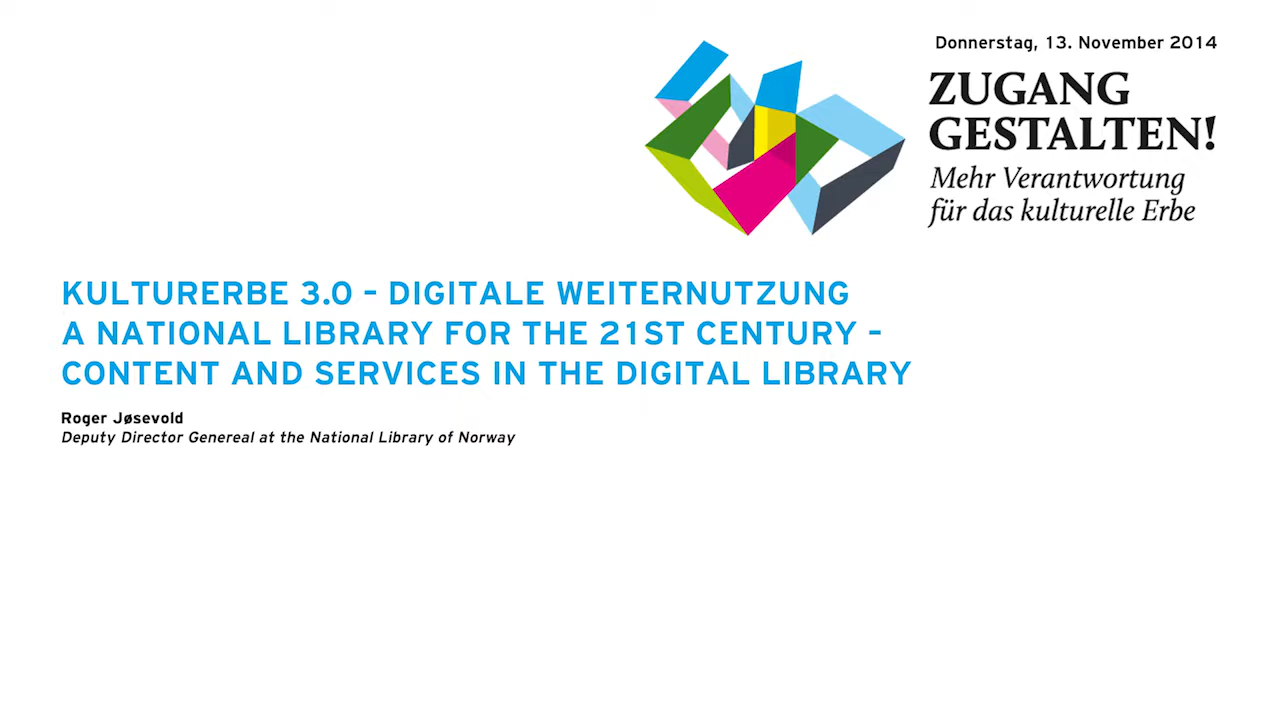 Donnerstag, 13. November 2014
ZUGANG
GESTALTEN!
Mehr Verantwortung
für das kulturelle Erbe
KULTURERBE 3.0 – DIGITALE WEITERNUTZUNG
A NATIONAL LIBRARY FOR THE 21ST CENTURY –
CONTENT AND SERVICES IN THE DIGITAL LIBRARY
Roger Jøsevold
Deputy Director Genereal at the National Library of Norway